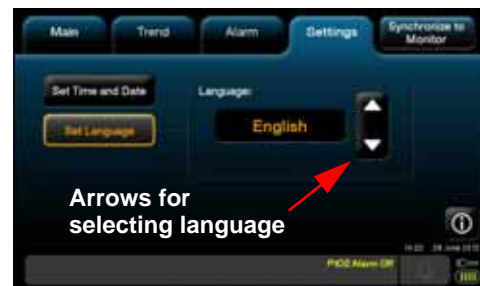 Main
Trend
Alarm
Settings
Synchronize to
Monitor
Set Time and Date
Language:
Set Language
English
Arrows for
selecting language
PtO2 Alarm Off